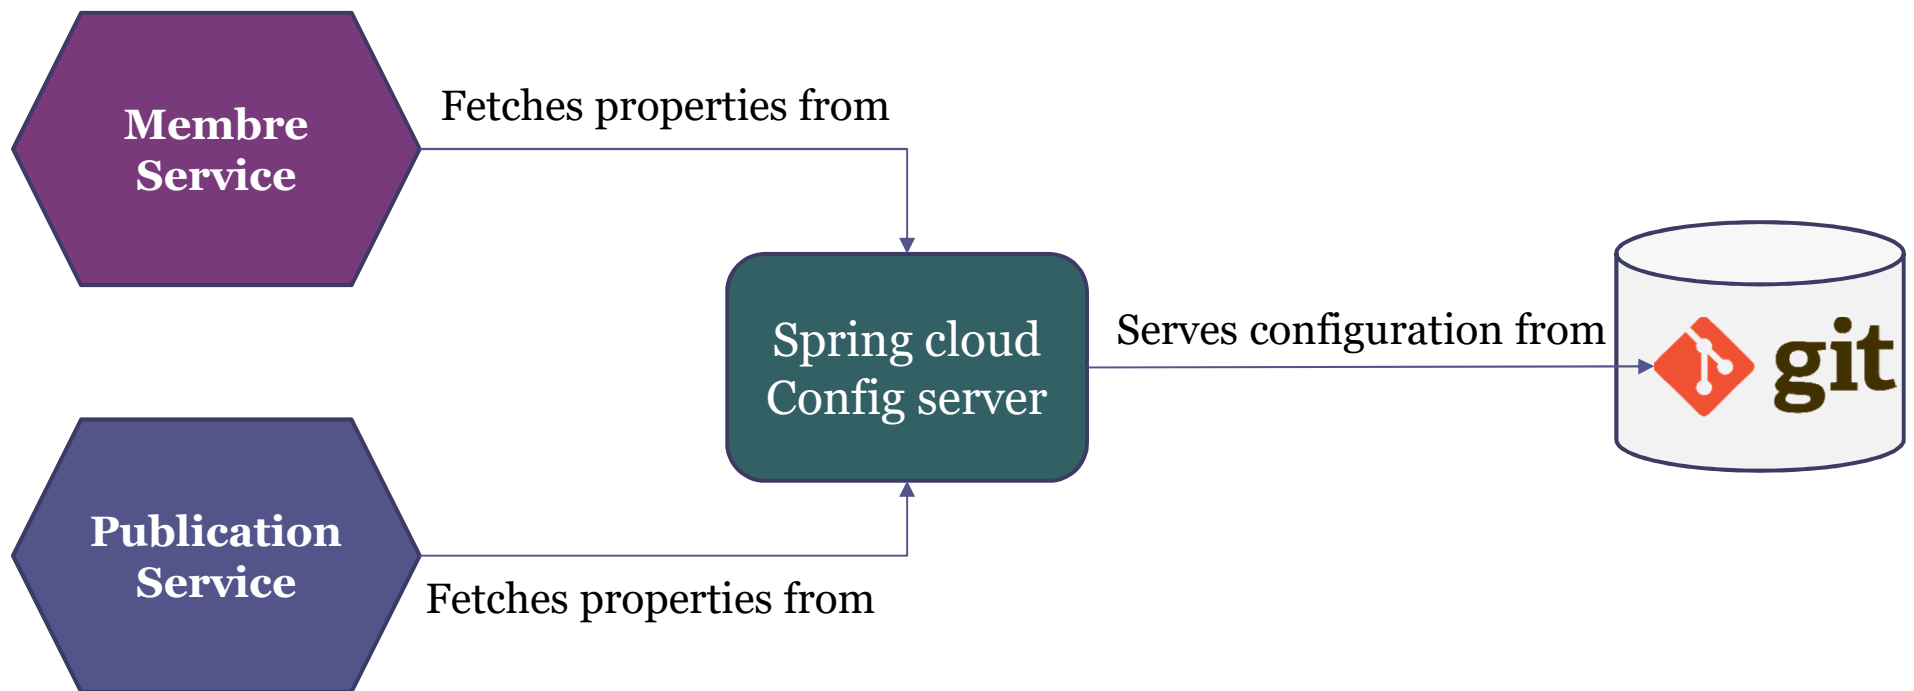 Membre
Service
Fetches properties from
Spring cloud
Config server
Serves configuration from
git
Publication
Service
Fetches properties from